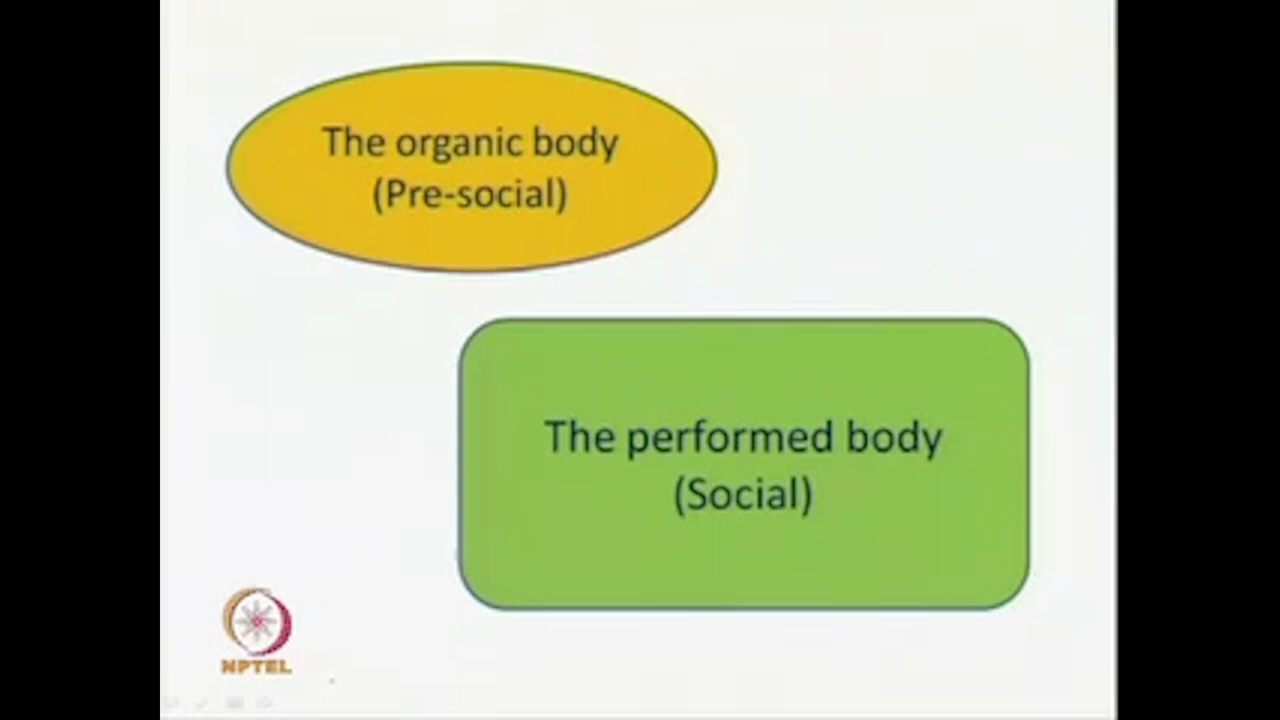 The organic body
(Pre-social)
The performed body
(Social)
NPTEL